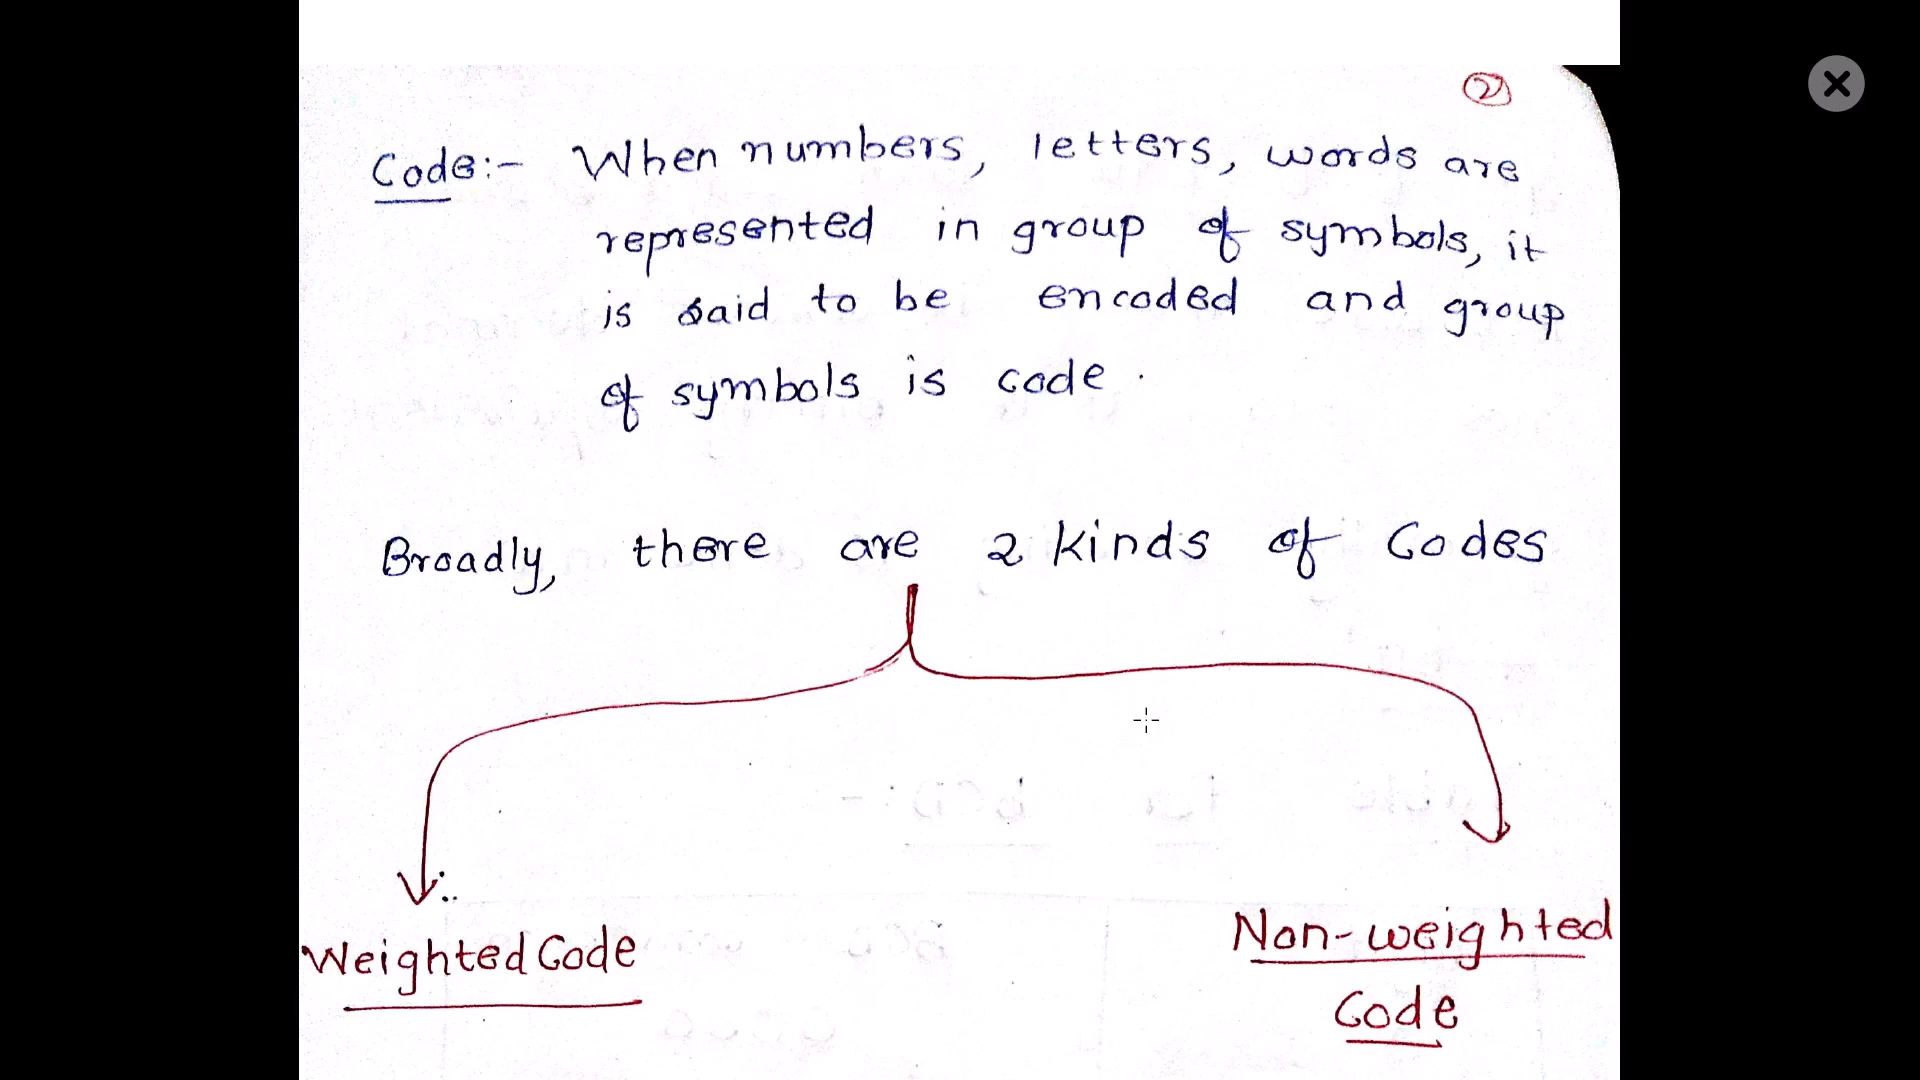 2
Code:- When numbers, letters, words are
represented in group of symbols, it
is said to be encoded and group
of symbols is code.
Broadly, there are 2 kinds of Codes
Weighted Code
Non-weighted
Code